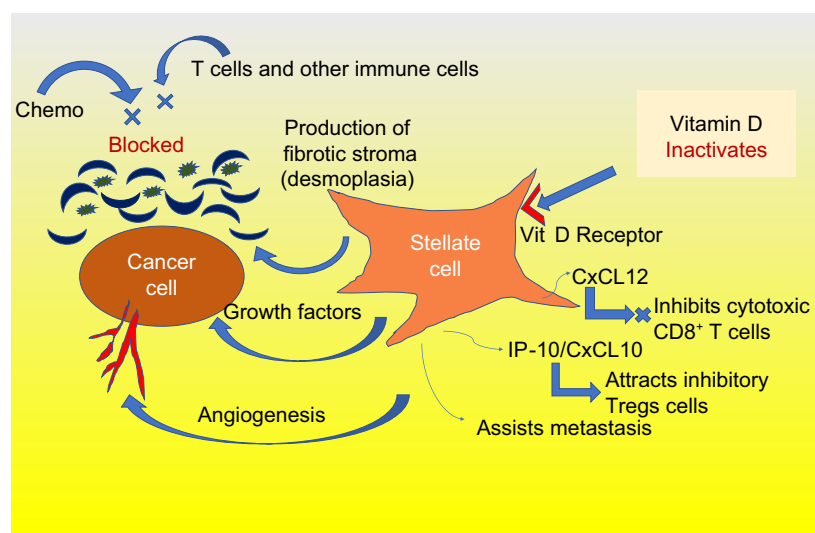 T cells and other immune cells
Chemo
Blocked
Production of
fibrotic stroma
(desmoplasia)
Vitamin D
Inactivates
Vit D Receptor
Stellate
cell
Cancer
cell
CxCL12
Inhibits cytotoxic
CD8⁺ T cells
Growth factors
IP-10/CxCL10
Attracts inhibitory
Tregs cells
Angiogenesis
Assists metastasis